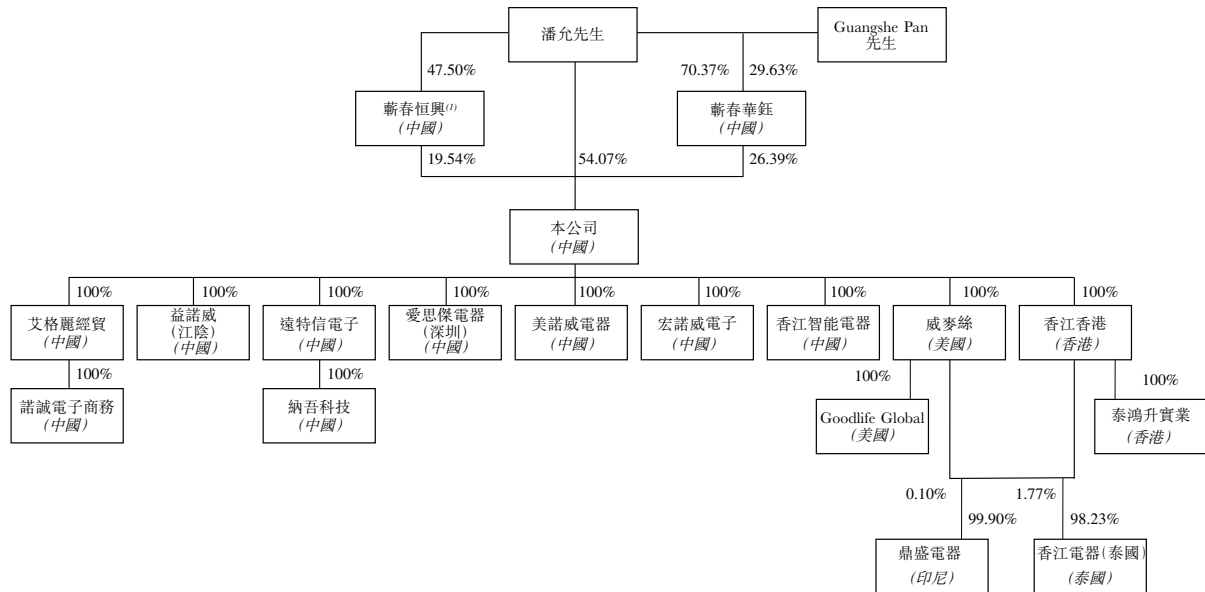 潘允先生
Guangshe Pan
先生
47.50%
70.37%
29.63%
蘄春恒興(1)
(中國)
蘄春華鈺
(中國)
19.54%
54.07%
26.39%
本公司
(中國)
100%
100%
100%
100%
100%
100%
100%
100%
100%
艾格麗經貿
(中國)
益諾威
(江陰)
(中國)
遠特信電子
(中國)
愛思傑電器
(深圳)
(中國)
美諾威電器
(中國)
宏諾威電子
(中國)
香江智能電器
(中國)
威麥絲
(美國)
香江香港
(香港)
100%
100%
100%
100%
諾誠電子商務
(中國)
納吾科技
(中國)
Goodlife Global
(美國)
泰鴻升實業
(香港)
0.10%
1.77%
99.90%
98.23%
鼎盛電器
(印尼)
香江電器(泰國)
(泰國)